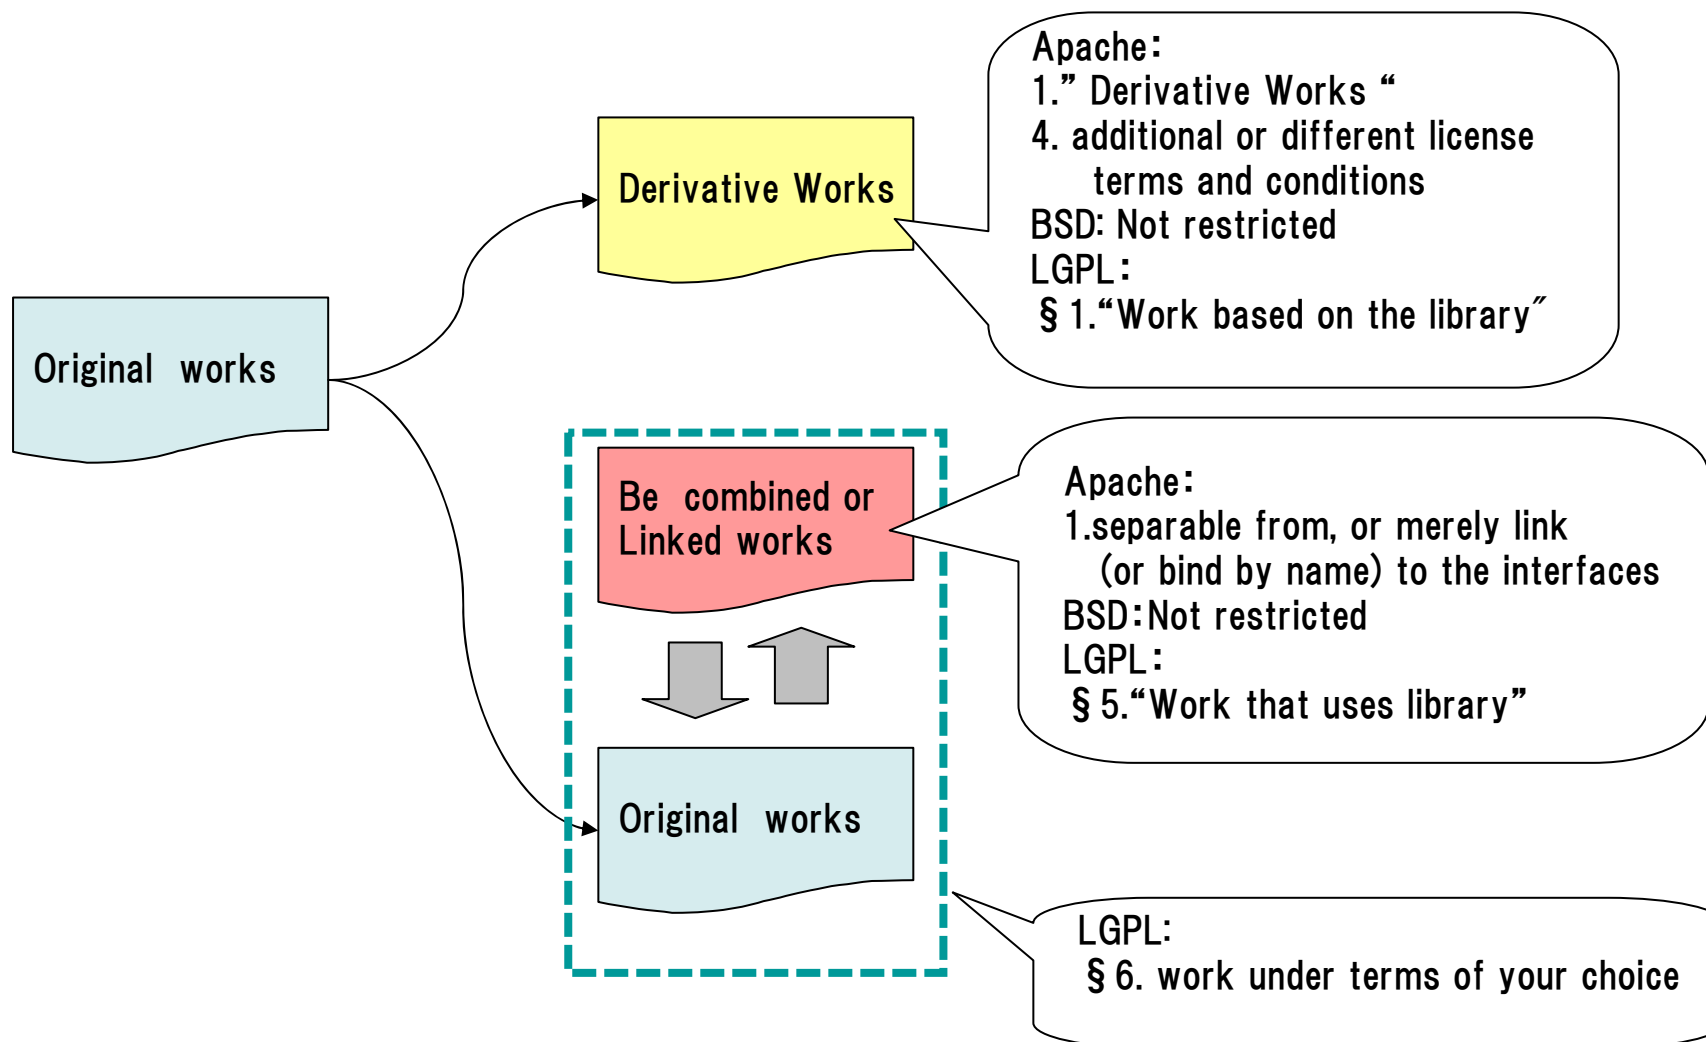 Original works
Derivative Works
Apache:
1.” Derivative Works “
4. additional or different license
terms and conditions
BSD: Not restricted
LGPL:
§1.“Work based on the library″
Be combined or
Linked works
Apache:
1.separable from, or merely link
(or bind by name) to the interfaces
BSD:Not restricted
LGPL:
§5.“Work that uses library”
Original works
LGPL:
§6. work under terms of your choice